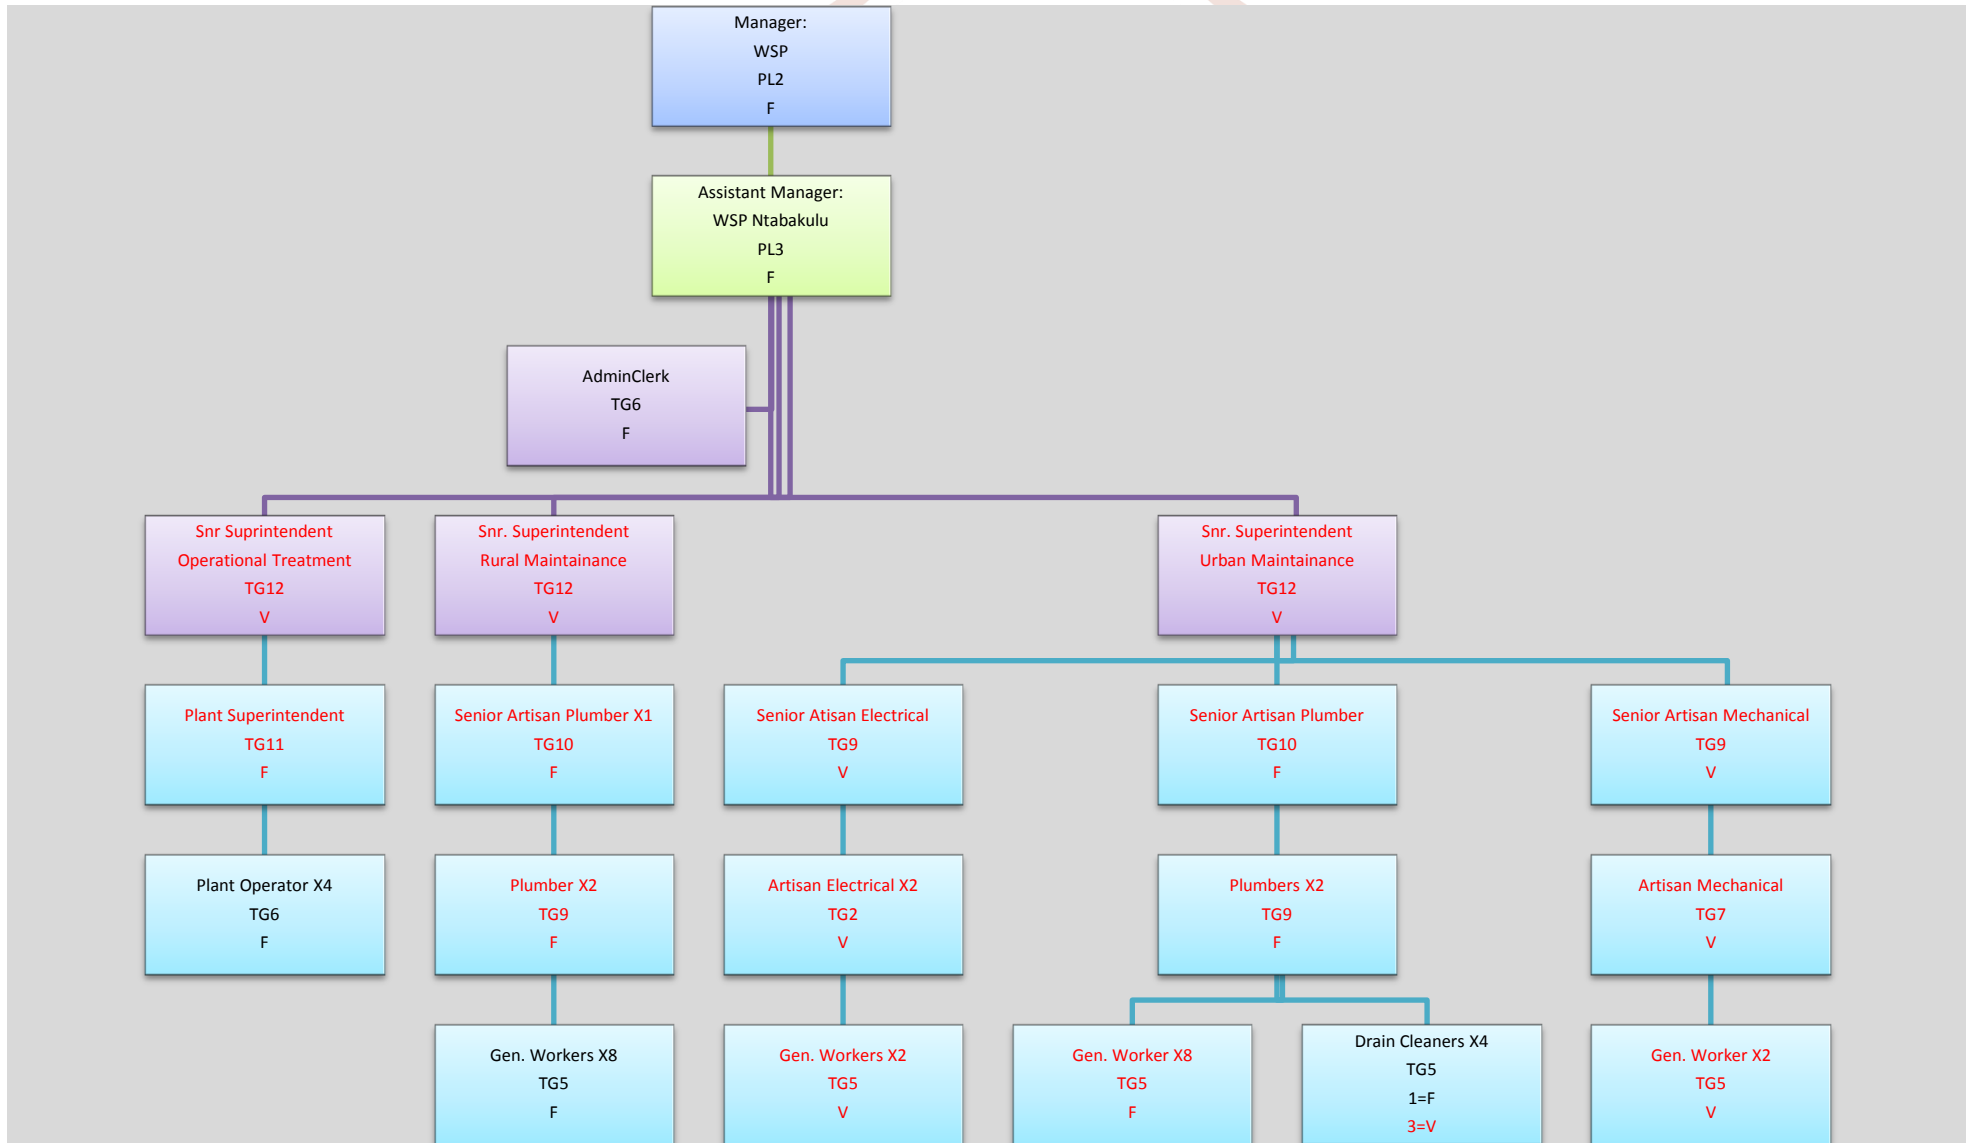 Manager:
WSP
PL2
F
Assistant Manager:
WSP Ntabakulu
PL3
F
AdminClerk
TG6
F
Snr Suprintendent
Operational Treatment
TG12
V
Snr. Superintendent
Rural Maintainance
TG12
V
Snr. Superintendent
Urban Maintainance
TG12
V
Plant Superintendent
TG11
F
Senior Artisan Plumber X1
TG10
F
Senior Atisan Electrical
TG9
V
Senior Artisan Plumber
TG10
F
Senior Artisan Mechanical
TG9
V
Plant Operator X4
TG6
F
Plumber X2
TG9
F
Artisan Electrical X2
TG2
V
Plumbers X2
TG9
F
Artisan Mechanical
TG7
V
Gen. Workers X8
TG5
F
Gen. Workers X2
TG5
V
Gen. Worker X8
TG5
F
Drain Cleaners X4
TG5
1=F
3=V
Gen. Worker X2
TG5
V